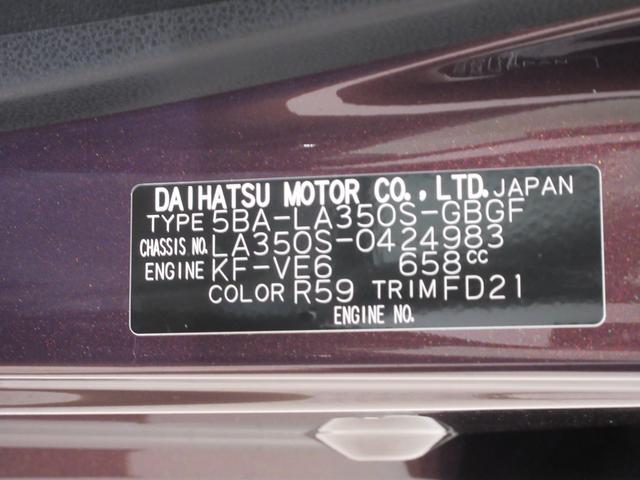 DAIHATSU MOTOR CO., LTD. JAPAN
TYPE 5BA-LA350S-GBGF
CHASSIS NO. LA350S-0424983
ENGINE KF-VE6 658cc
COLOR R59 TRIM FD21
ENGINE NO.